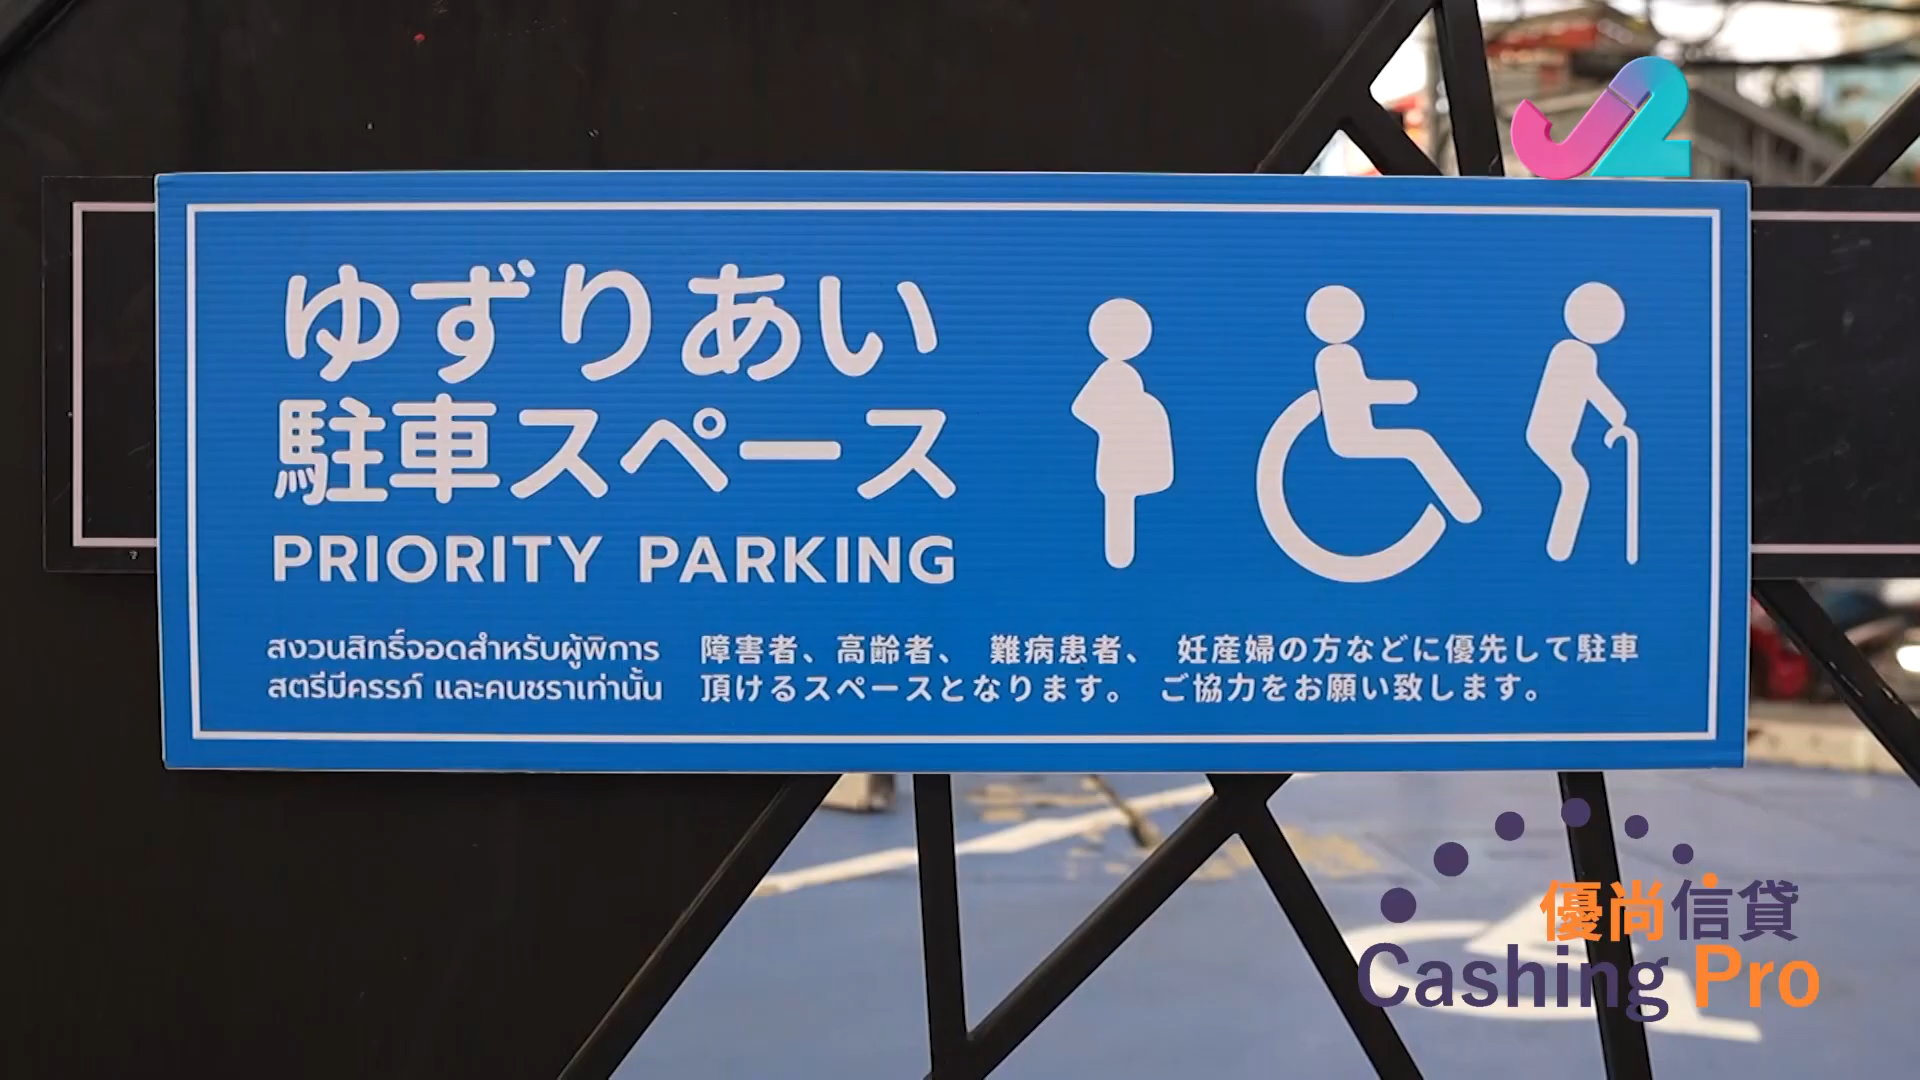 J2
ゆずりあい
駐車スペース
PRIORITY PARKING
สงวนสิทธิ์จอดสำหรับผู้พิการ
สตรีมีครรภ์ และคนชราเท่านั้น
障害者、高齢者、 難病患者、 妊産婦の方などに優先して駐車
頂けるスペースとなります。 ご協力をお願い致します。
優尚信貸
Cashing Pro